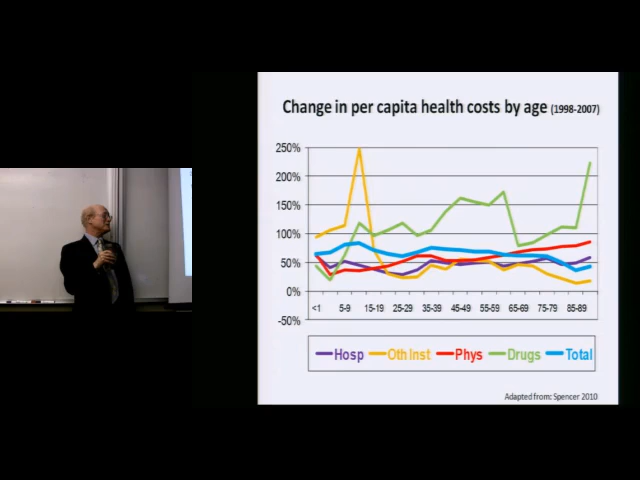 Change in per capita health costs by age (1998-2007)
250%
200%
150%
100%
50%
0%
-50%
<1 5-9 15-19 25-29 35-39 45-49 55-59 65-69 75-79 85-89
Hosp Oth Inst Phys Drugs Total
Adapted from: Spencer 2010